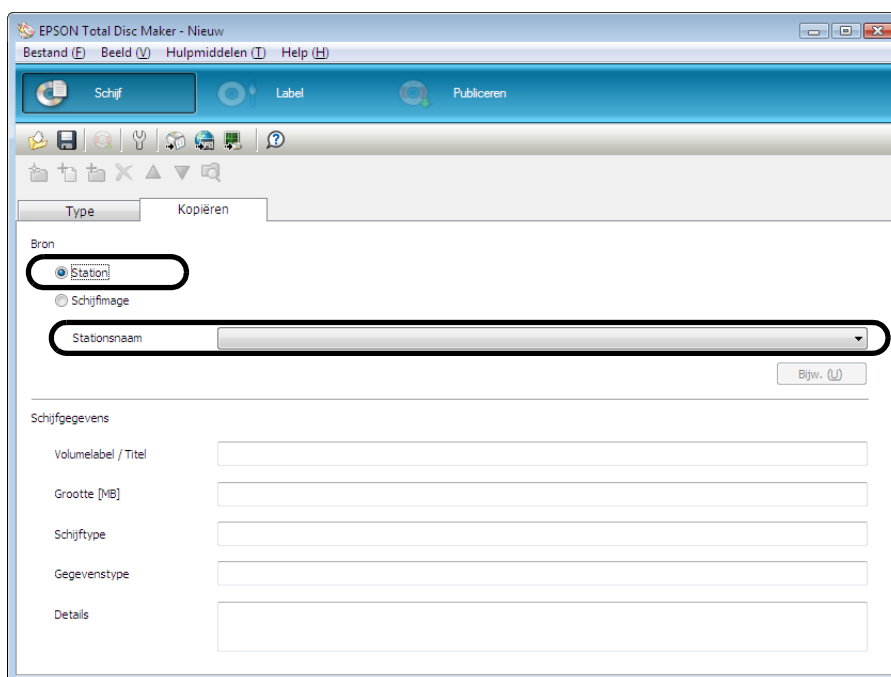 EPSON Total Disc Maker - Nieuw
Bestand (F) Beeld (V) Hulpmiddelen (T) Help (H)
Schijf Label Publiceren
Type Kopiëren
Bron
Station
Schijfimage
Stationsnaam
Bijw. (U)
Schijfgegevens
Volumelabel / Titel
Grootte [MB]
Schijftype
Gegevenstype
Details